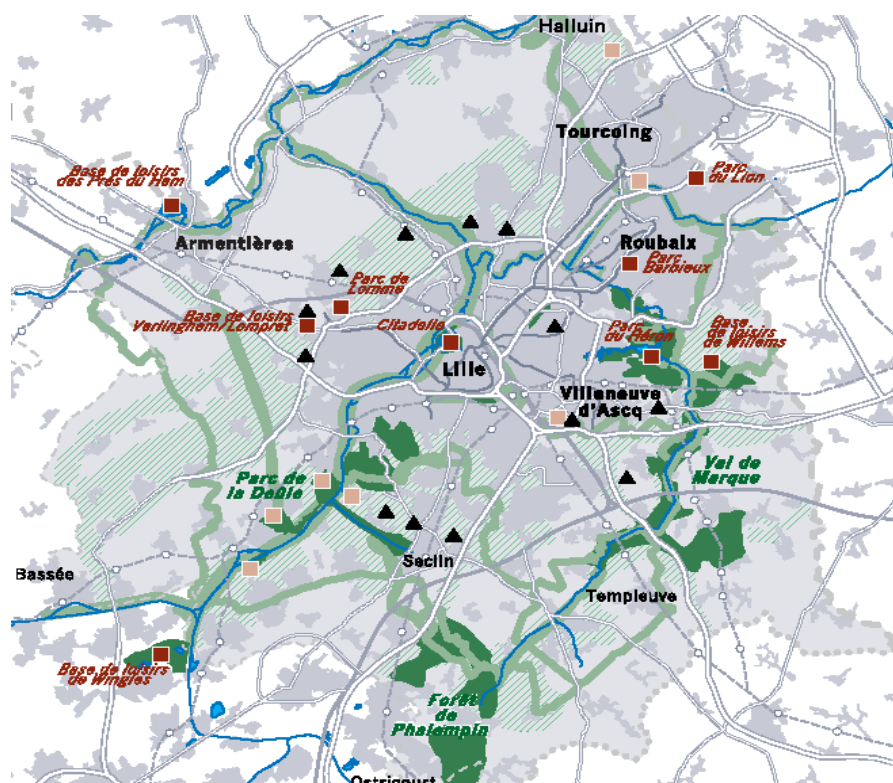 Halluin
Tourcoing
Base de loisirs
des Prés du Hem
Parc
du Lion
Armentières
Roubaix
Parc
Barbieux
Parc de
Lomme
Base de loisirs
Verlinghem/Lompret
Citadelle
Parc
du Héron
Base
de loisirs
de Willems
Lille
Villeneuve
d'Ascq
Parc de
la Deûle
Val de
Marque
Seclin
Bassée
Templeuve
Base de loisirs
de Wingles
Forêt
de
Phalempin
Ostricourt